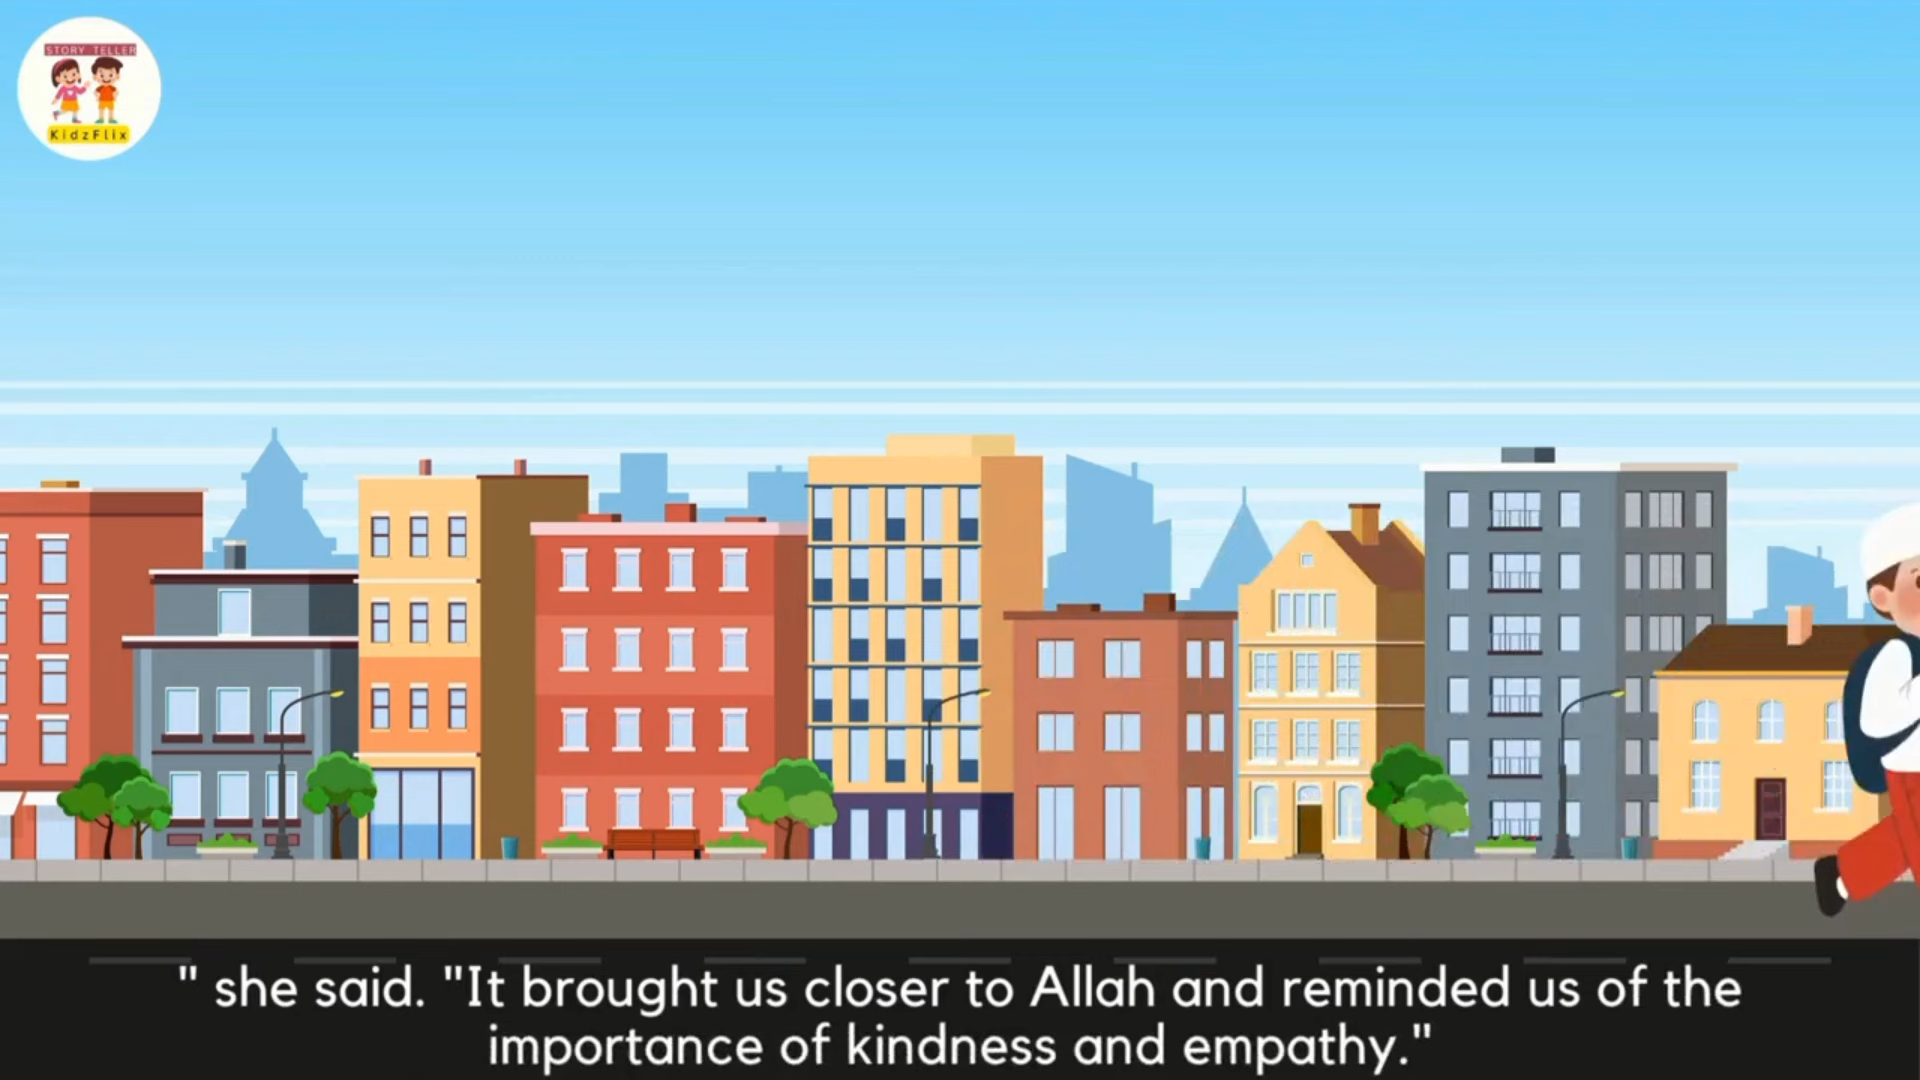 STORY TELLER
KidzFlix
" she said. "It brought us closer to Allah and reminded us of the
importance of kindness and empathy."